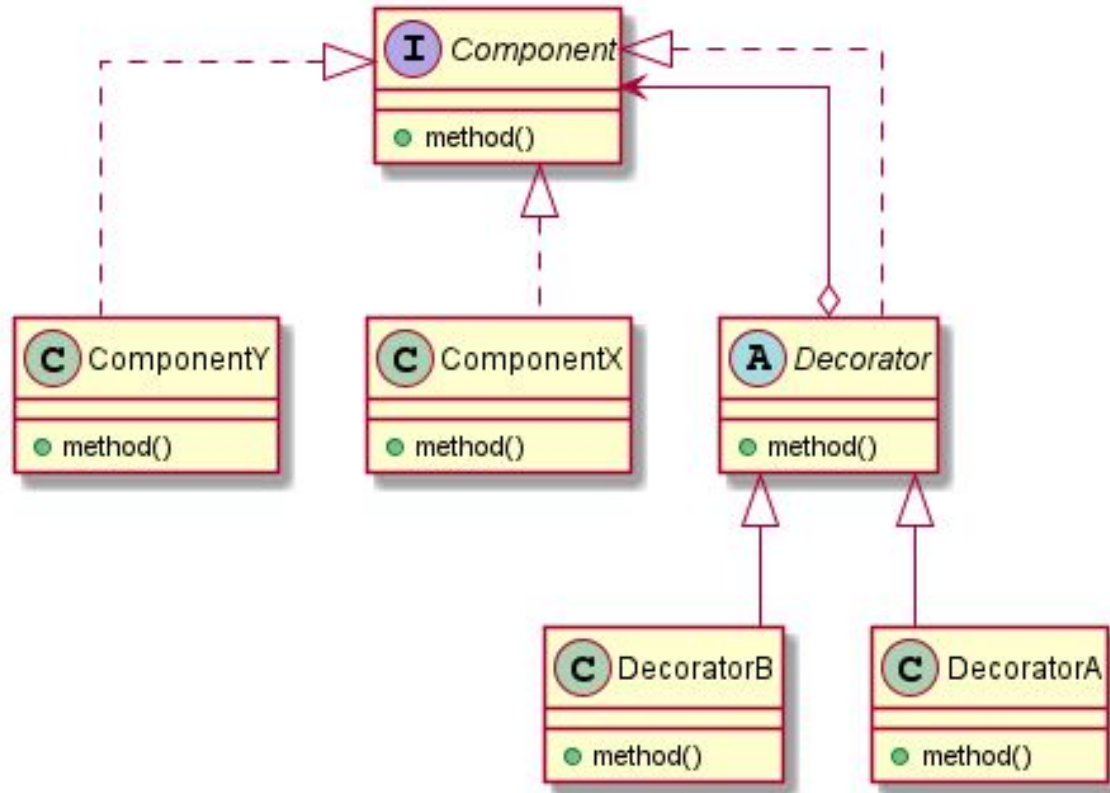 I Component
method()
C ComponentY
method()
C ComponentX
method()
A Decorator
method()
C DecoratorB
method()
C DecoratorA
method()